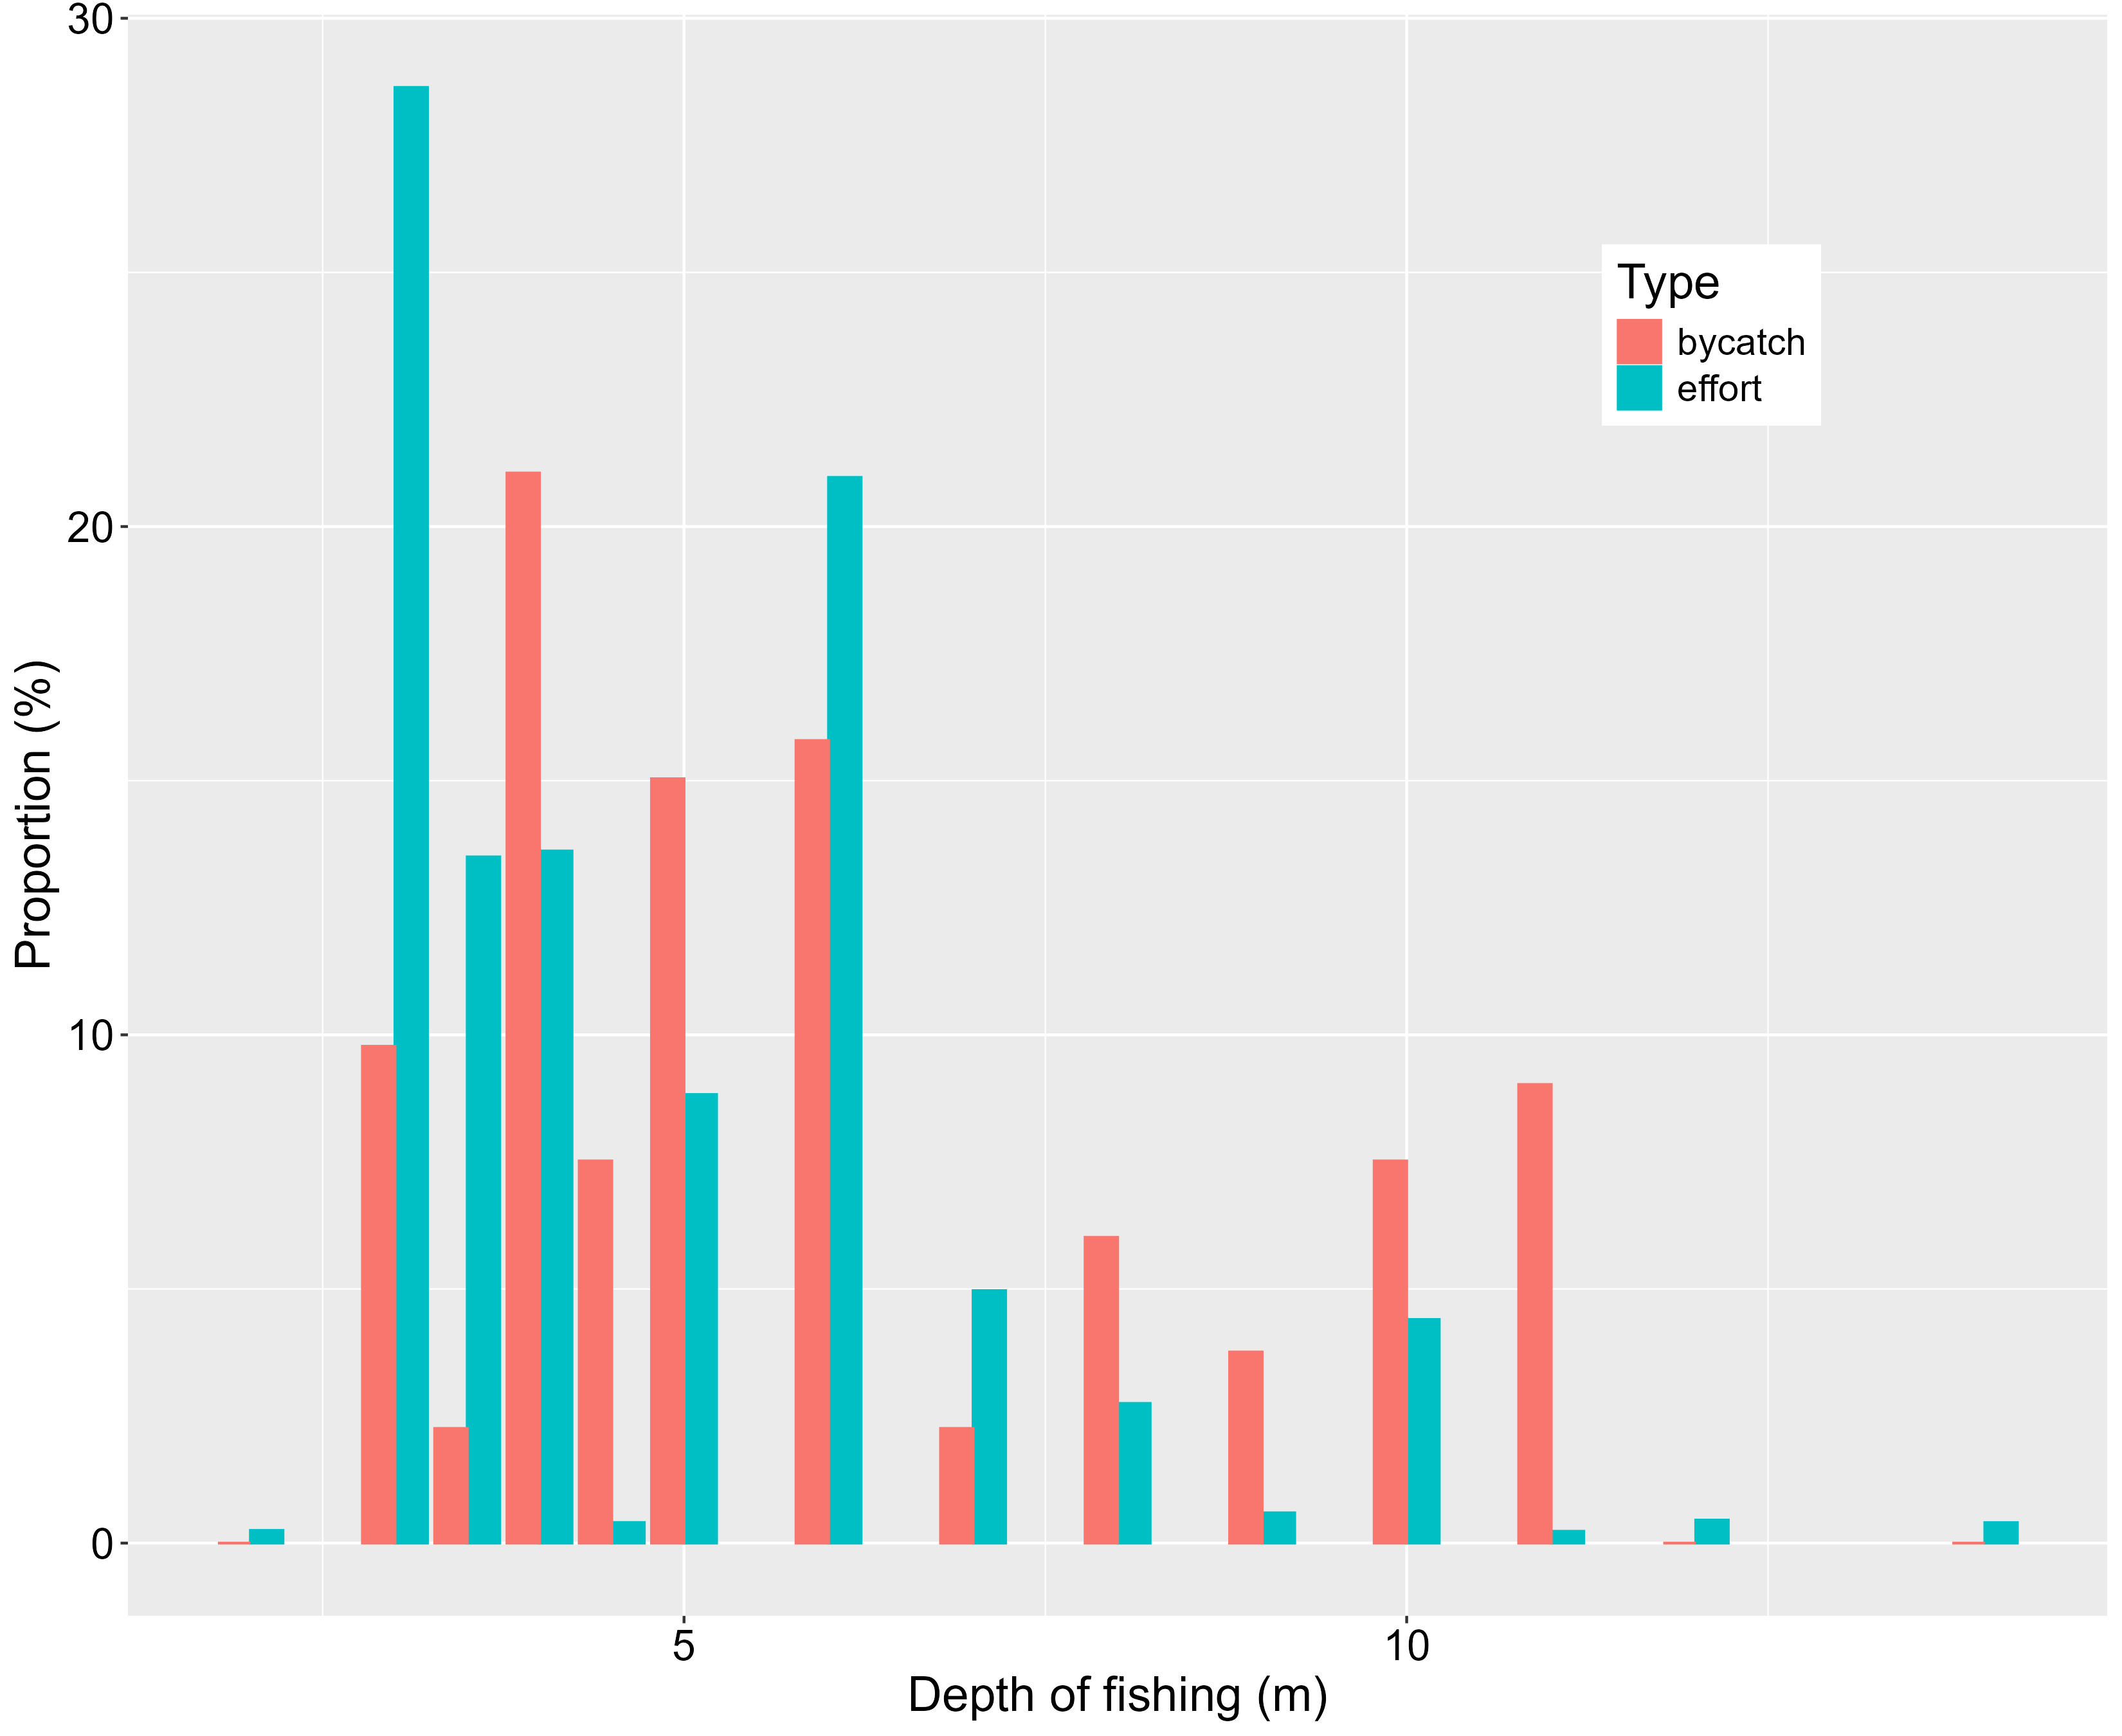 30
20
10
0
Proportion (%)
Type
bycatch
effort
5
10
Depth of fishing (m)